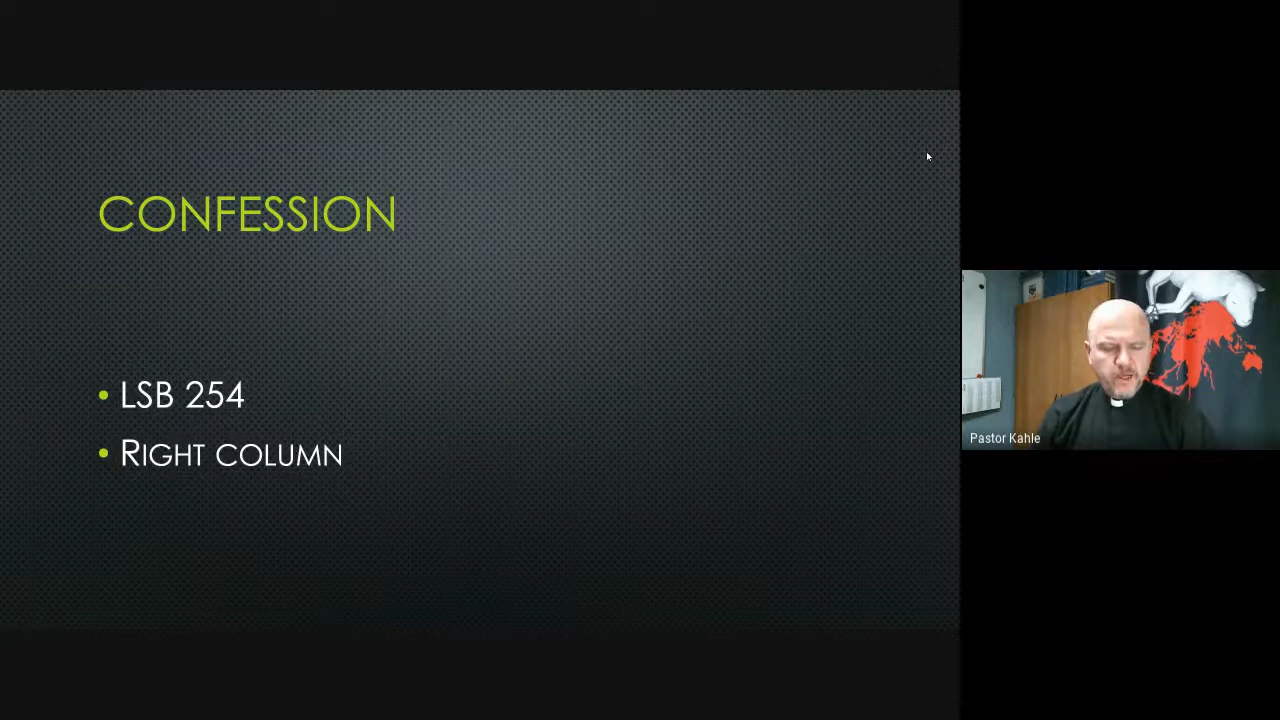 CONFESSION
• LSB 254
• RIGHT COLUMN
Pastor Kahle